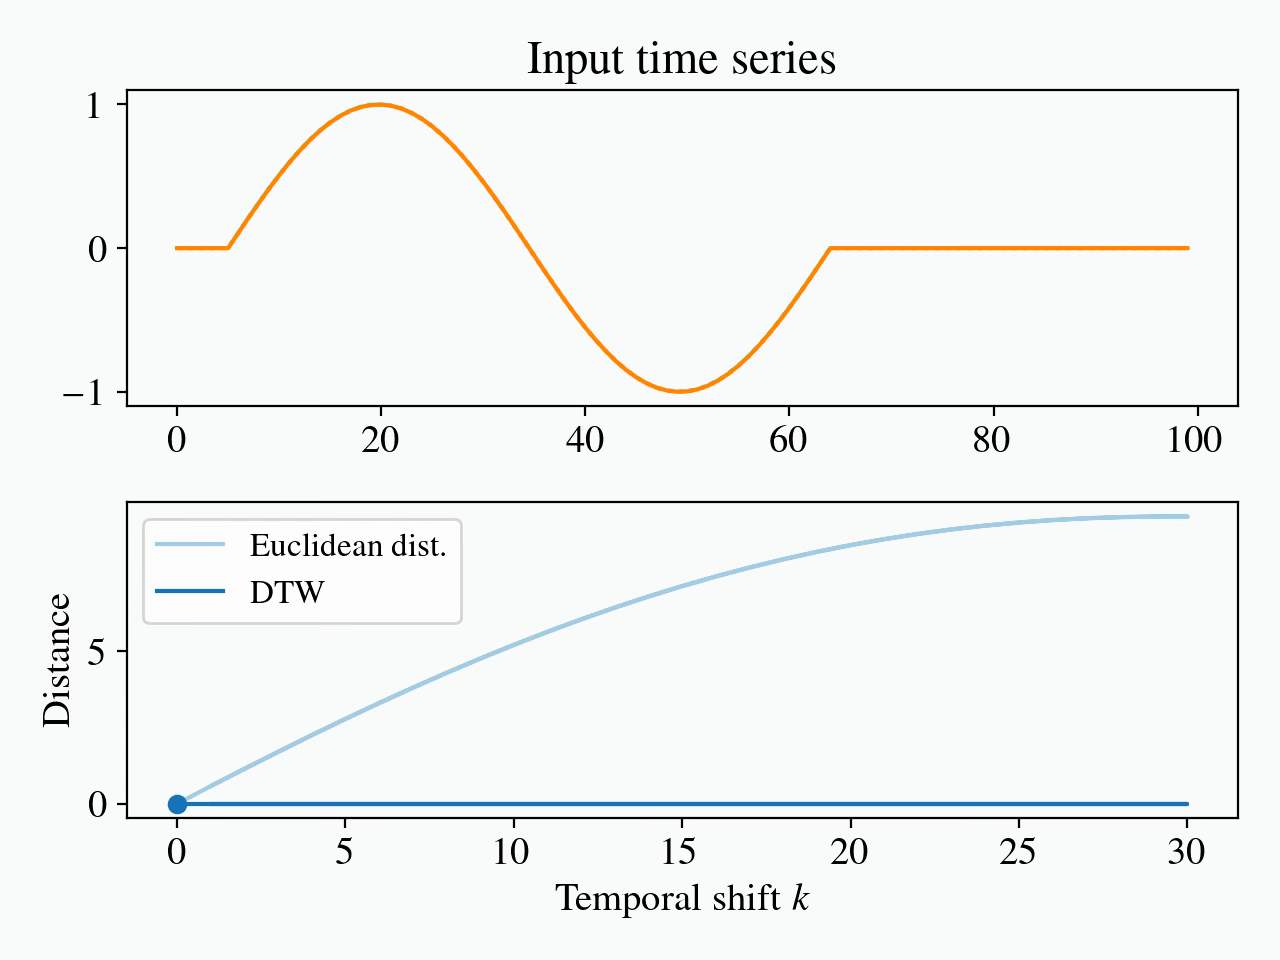 Input time series
1
0
−1
0 20 40 60 80 100
Euclidean dist.
DTW
Distance
5
0
0 5 10 15 20 25 30
Temporal shift k